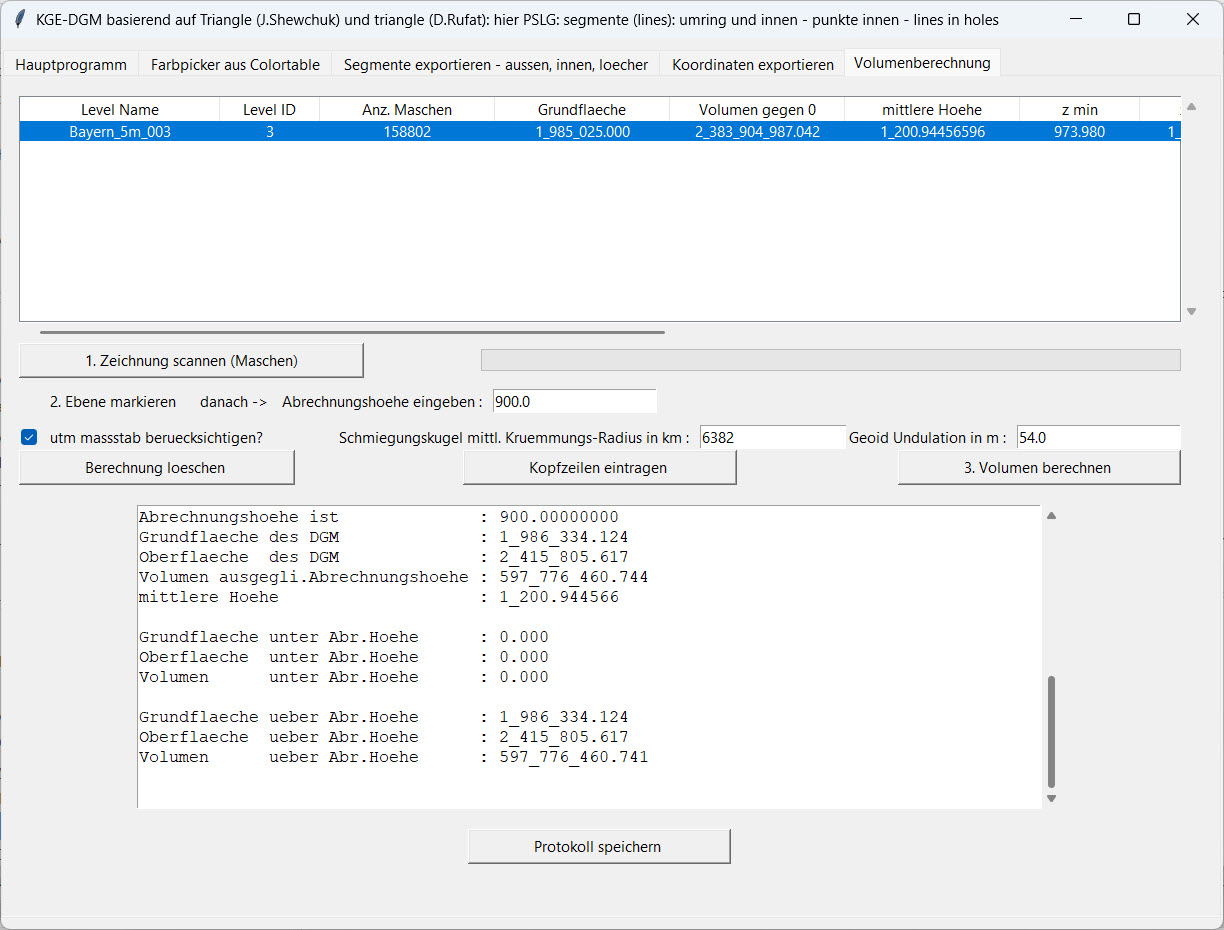 KGE-DGM basierend auf Triangle (J.Shewchuk) und triangle (D.Rufat): hier PSLG: segmente (lines): umring und innen - punkte innen - lines in holes
Hauptprogramm Farbpicker aus Colortable Segmente exportieren - aussen, innen, loecher Koordinaten exportieren Volumenberechnung
Level Name Level ID Anz. Maschen Grundflaeche Volumen gegen 0 mittlere Hoehe z min
Bayern_5m_003 3 158802 1_985_025.000 2_383_904_987.042 1_200.94456596 973.980 1_
1. Zeichnung scannen (Maschen)
2. Ebene markieren danach -> Abrechnungshoehe eingeben : 900.0
utm massstab beruecksichtigen? Schmiegungskugel mittl. Kruemmungs-Radius in km : 6382 Geoid Undulation in m : 54.0
Berechnung loeschen Kopfzeilen eintragen 3. Volumen berechnen
Abrechnungshoehe ist : 900.00000000
Grundflaeche des DGM : 1_986_334.124
Oberflaeche des DGM : 2_415_805.617
Volumen ausgegli.Abrechnungshoehe : 597_776_460.744
mittlere Hoehe : 1_200.944566
Grundflaeche unter Abr.Hoehe : 0.000
Oberflaeche unter Abr.Hoehe : 0.000
Volumen unter Abr.Hoehe : 0.000
Grundflaeche ueber Abr.Hoehe : 1_986_334.124
Oberflaeche ueber Abr.Hoehe : 2_415_805.617
Volumen ueber Abr.Hoehe : 597_776_460.741
Protokoll speichern